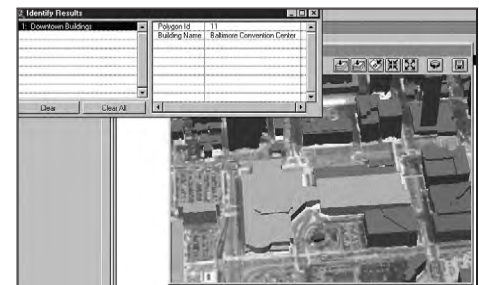 Identify Results
1: Downtown Buildings
Polygon Id 11
Building Name Baltimore Convention Center
Clear Clear All